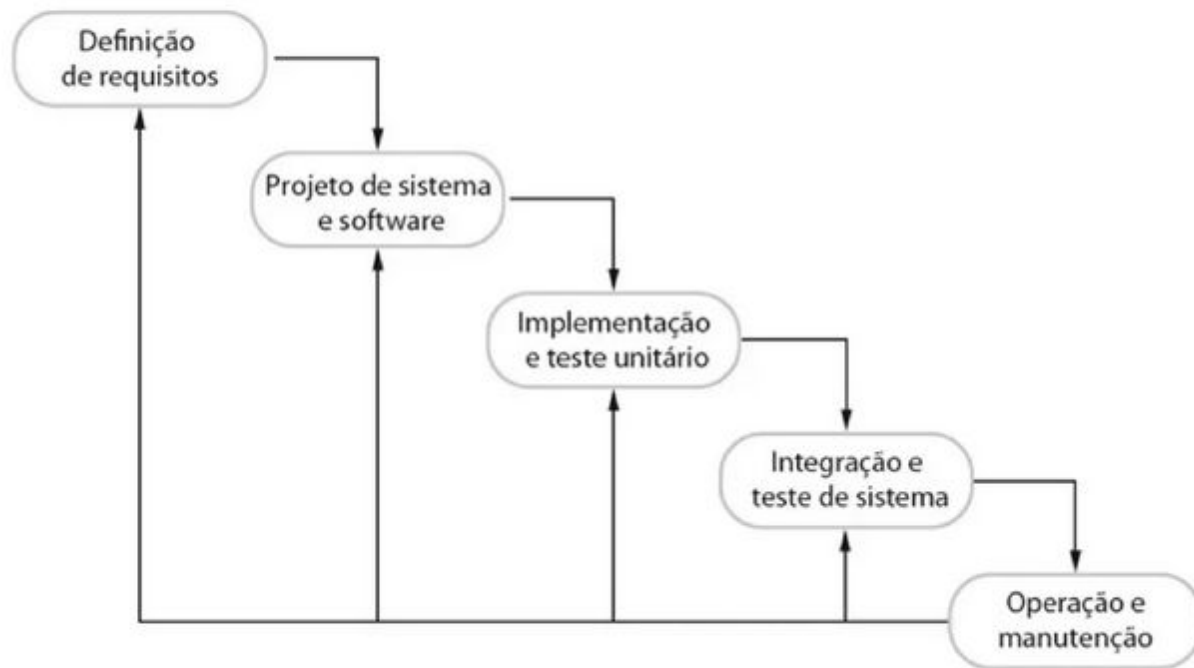 Definição
de requisitos
Projeto de sistema
e software
Implementação
e teste unitário
Integração e
teste de sistema
Operação e
manutenção